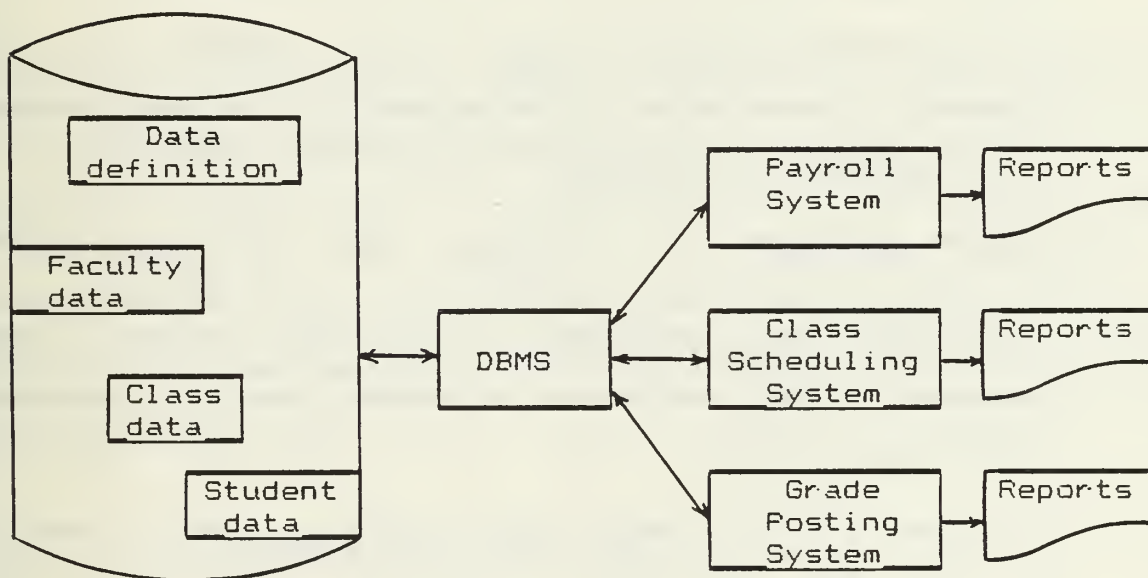 Data
definition
Faculty
data
Class
data
Student
data
DBMS
Payroll
System
Reports
Class
Scheduling
System
Reports
Grade
Posting
System
Reports